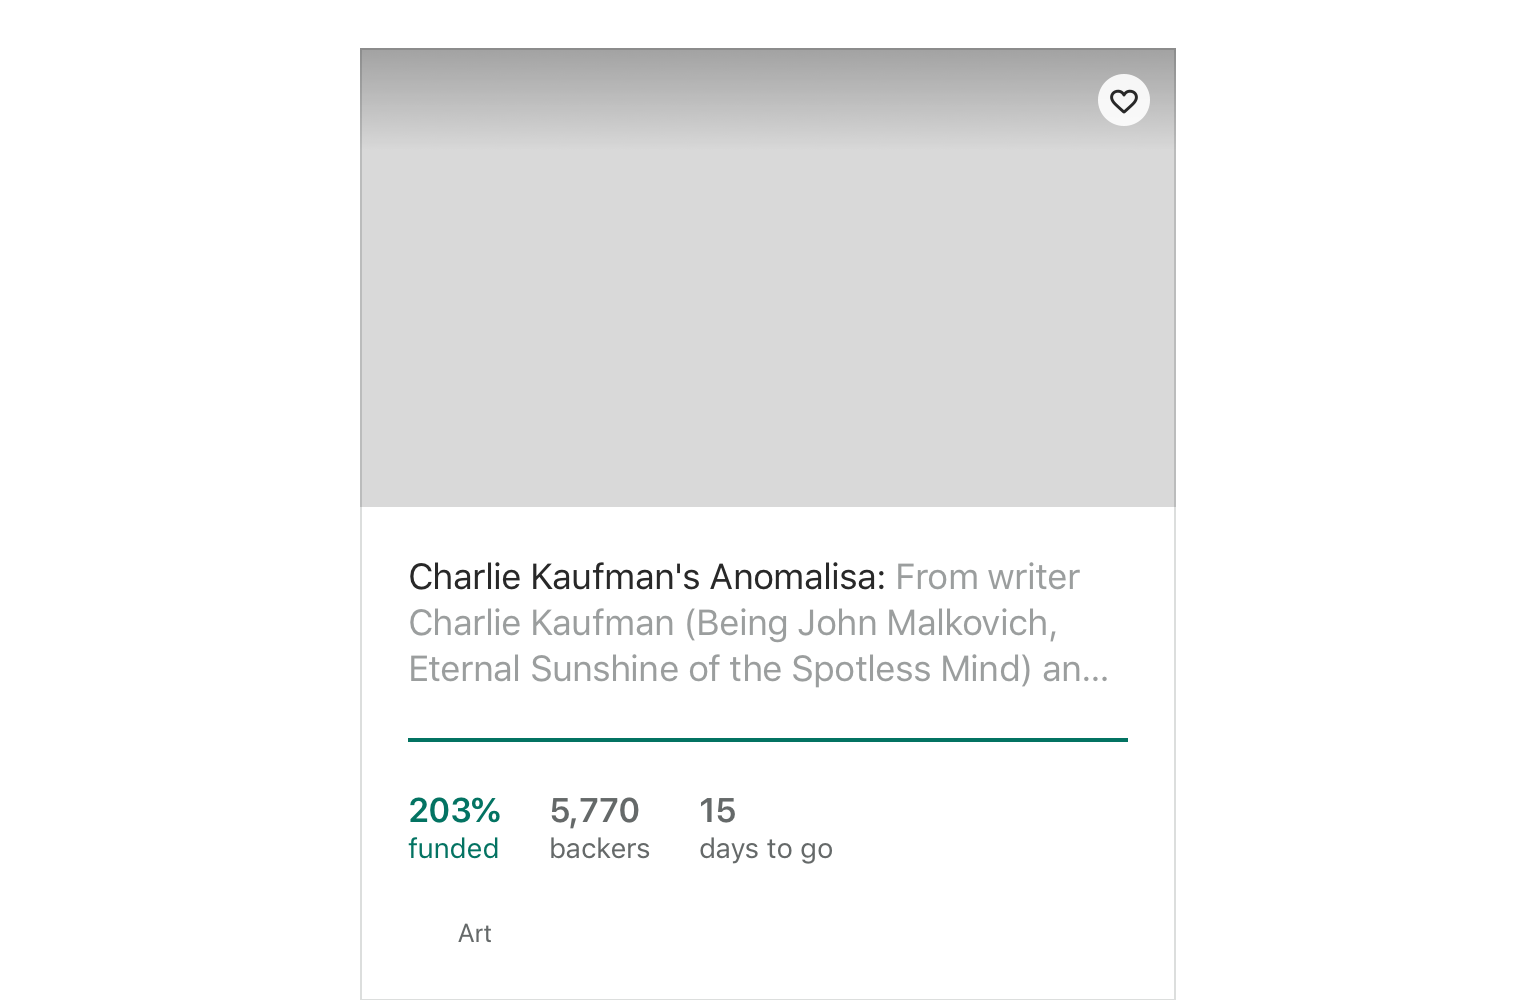 Charlie Kaufman's Anomalisa: From writer
Charlie Kaufman (Being John Malkovich,
Eternal Sunshine of the Spotless Mind) an...
203% 5,770 15
funded backers days to go
Art